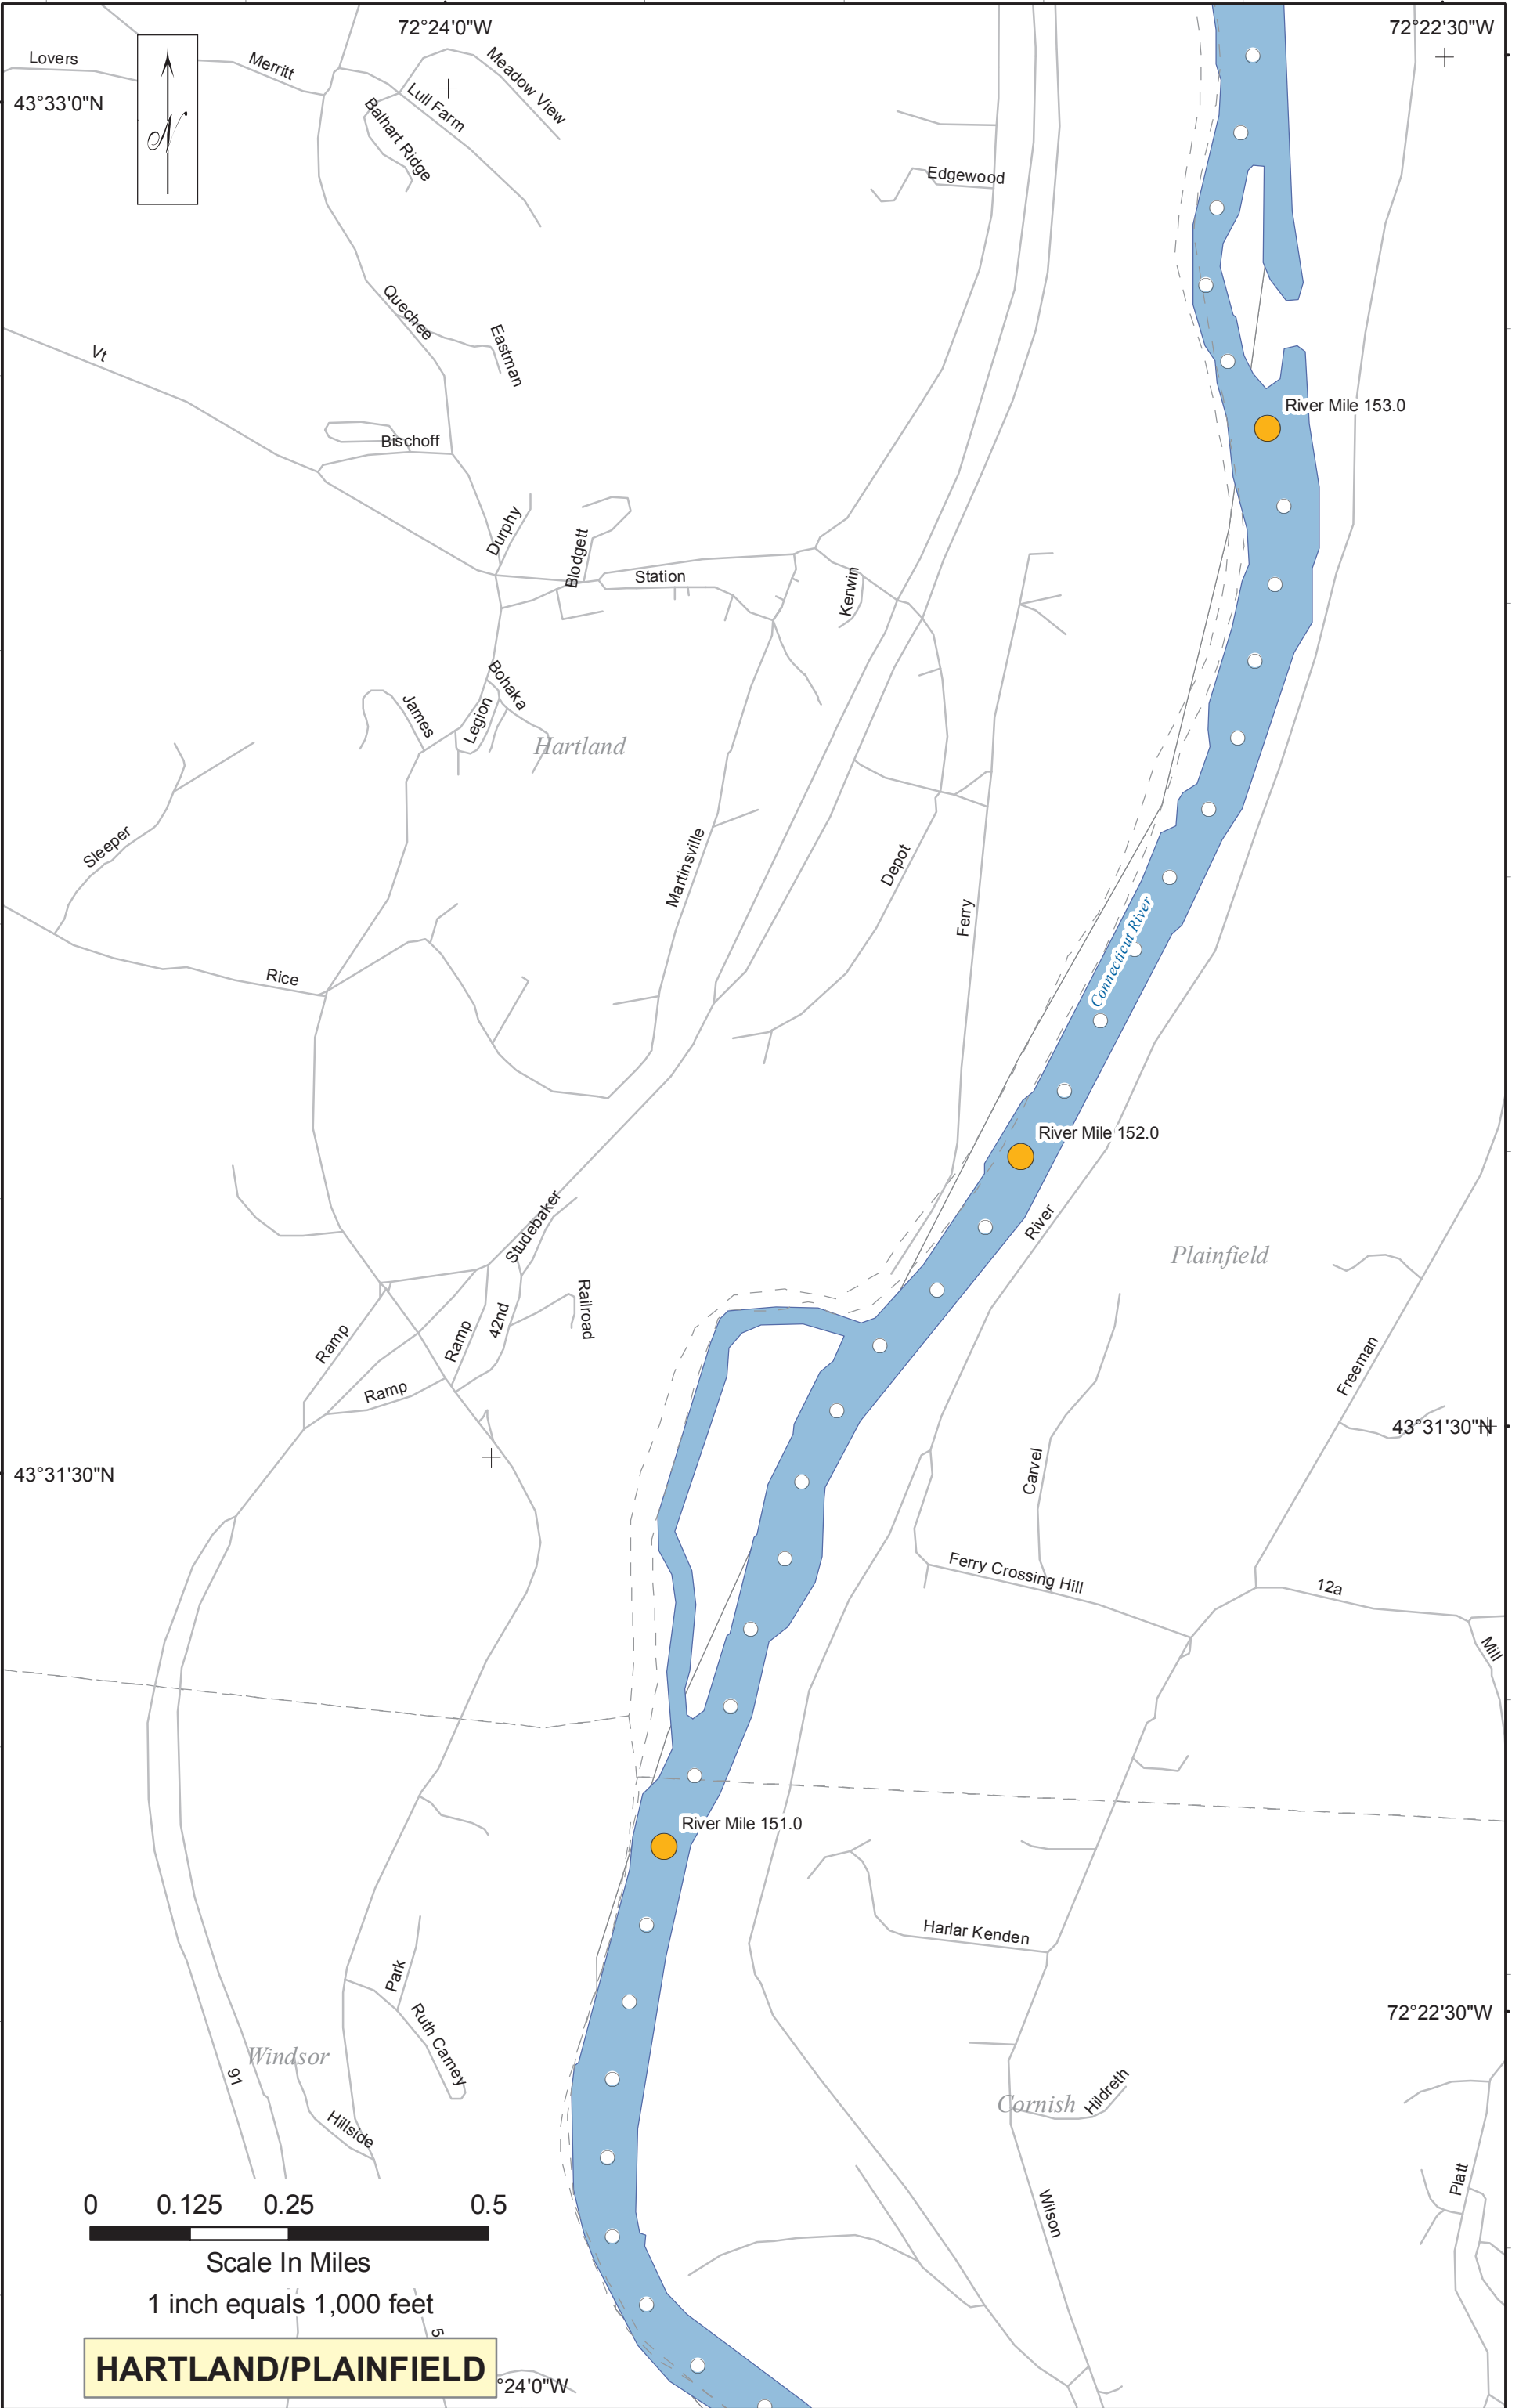 72°24'0"W
72°22'30"W
Lovers
Merritt
Meadow View
43°33'0"N
Lull Farm
Balhart Ridge
N
Edgewood
Quechee
Eastman
Vt
River Mile 153.0
Bischoff
Durphy
Blodgett
Station
Kerwin
Bohaka
James
Legion
Hartland
Sleeper
Martinsville
Depot
Ferry
Connecticut River
Rice
River Mile 152.0
Studebaker
River
Plainfield
Railroad
42nd
Ramp
Ramp
Ramp
Freeman
43°31'30"N
43°31'30"N
Carvel
Ferry Crossing Hill
12a
Mill
River Mile 151.0
Harlar Kenden
Park
Ruth Carney
72°22'30"W
Windsor
91
Hillside
Cornish
Hildreth
Platt
Wilson
0 0.125 0.25 0.5
Scale In Miles
1 inch equals 1,000 feet
5
HARTLAND/PLAINFIELD
°24'0"W